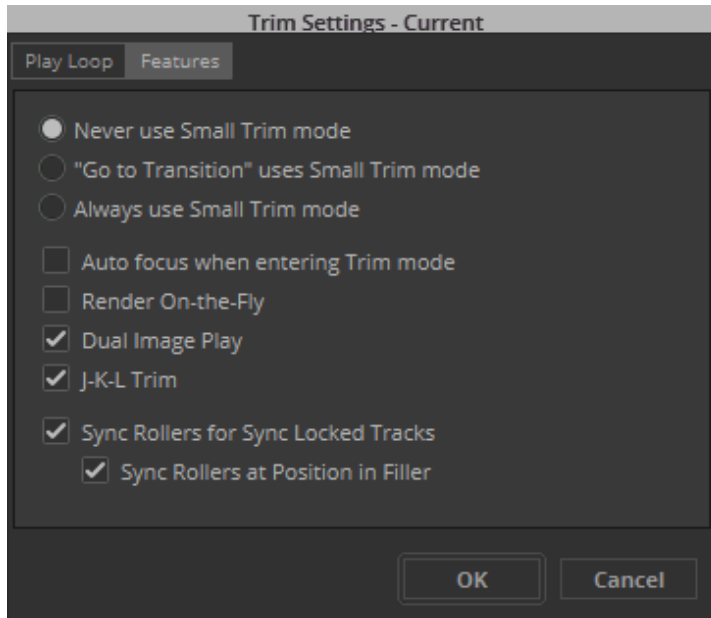 Trim Settings - Current
Play Loop Features
Never use Small Trim mode
"Go to Transition" uses Small Trim mode
Always use Small Trim mode
Auto focus when entering Trim mode
Render On-the-Fly
Dual Image Play
J-K-L Trim
Sync Rollers for Sync Locked Tracks
Sync Rollers at Position in Filler
OK Cancel